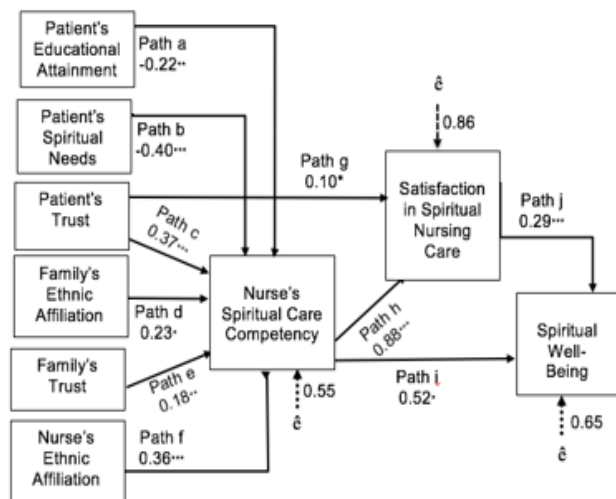 Patient's
Educational
Attainment
Path a
-0.22**
Patient's
Spiritual
Needs
Path b
-0.40***
ê
0.86
Path g
0.10*
Patient's
Trust
Path c
0.37***
Satisfaction
in Spiritual
Nursing
Care
Path j
0.29***
Family's
Ethnic
Affiliation
Path d
0.23*
Nurse's
Spiritual Care
Competency
Path h
0.88***
Spiritual
Well-
Being
Family's
Trust
Path e
0.18**
0.55
ê
Path i
0.52*
Nurse's
Ethnic
Affiliation
Path f
0.36***
0.65
ê